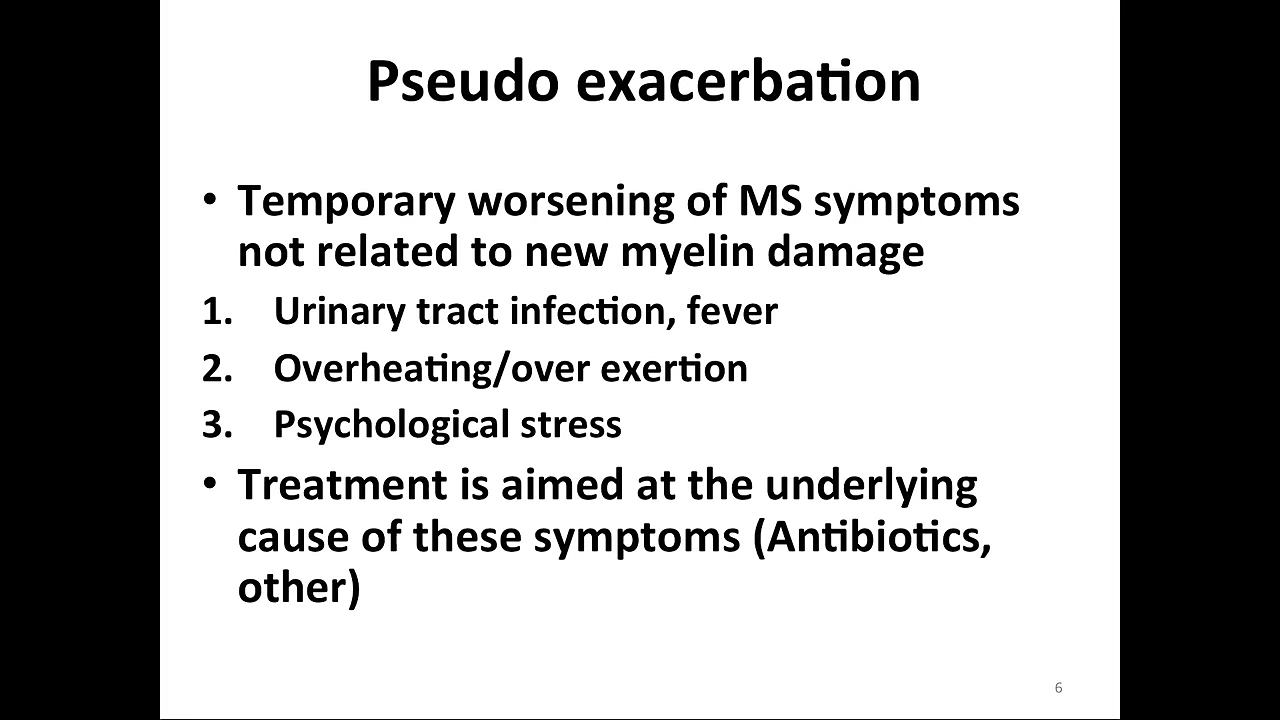 Pseudo exacerbation
• Temporary worsening of MS symptoms
not related to new myelin damage
1. Urinary tract infection, fever
2. Overheating/over exertion
3. Psychological stress
• Treatment is aimed at the underlying
cause of these symptoms (Antibiotics,
other)
6